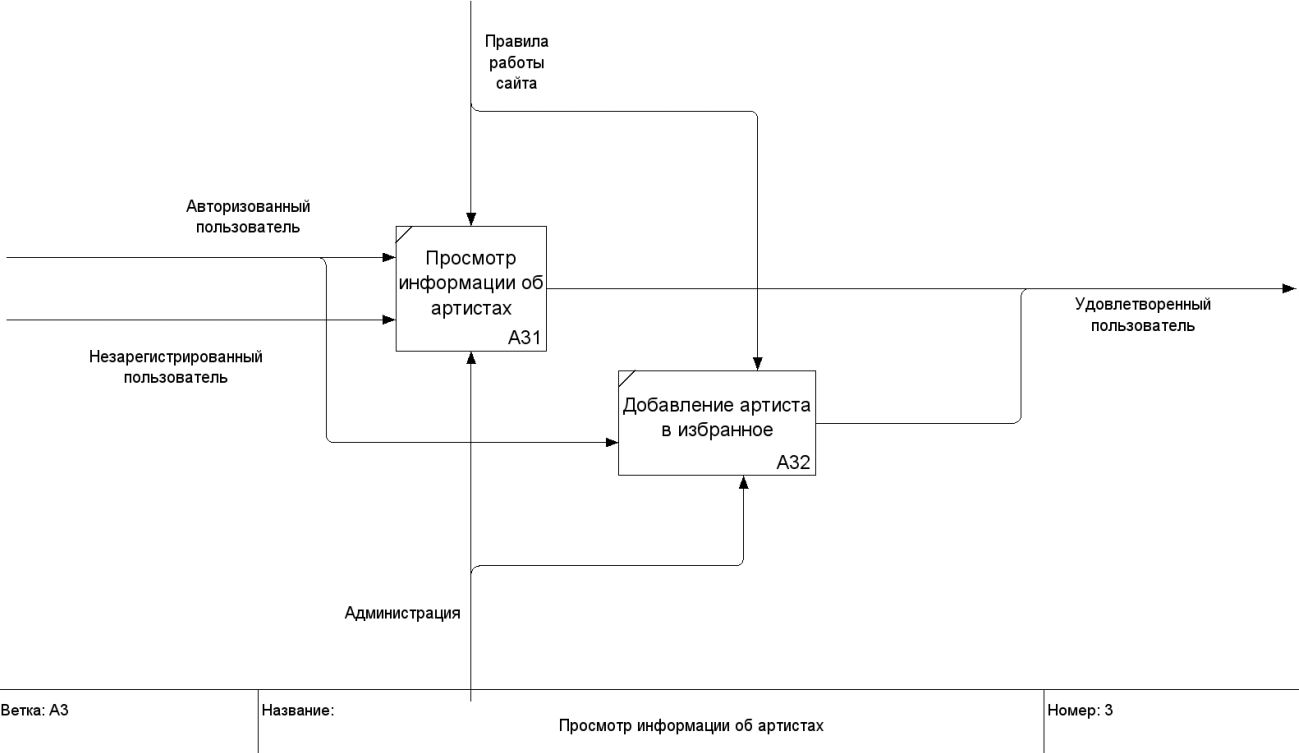 Правила
работы
сайта
Авторизованный
пользователь
Просмотр
информации об
артистах
A31
Удовлетворенный
пользователь
Незарегистрированный
пользователь
Добавление артиста
в избранное
A32
Администрация
Ветка: A3
Название:
Просмотр информации об артистах
Номер: 3